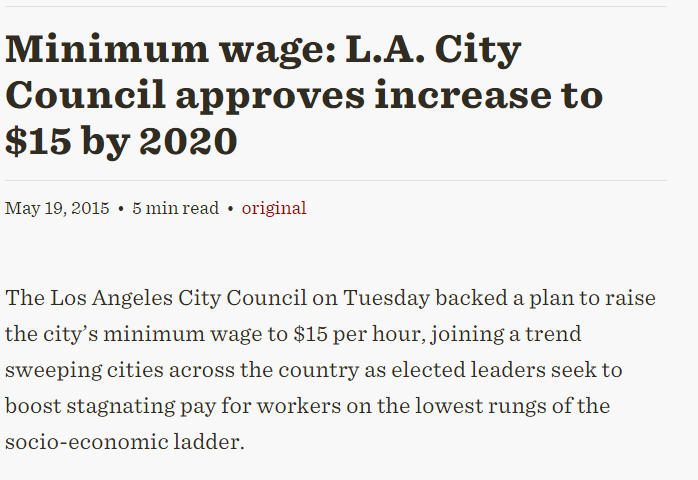 Minimum wage: L.A. City
Council approves increase to
$15 by 2020
May 19, 2015 • 5 min read • original
The Los Angeles City Council on Tuesday backed a plan to raise
the city’s minimum wage to $15 per hour, joining a trend
sweeping cities across the country as elected leaders seek to
boost stagnating pay for workers on the lowest rungs of the
socio-economic ladder.